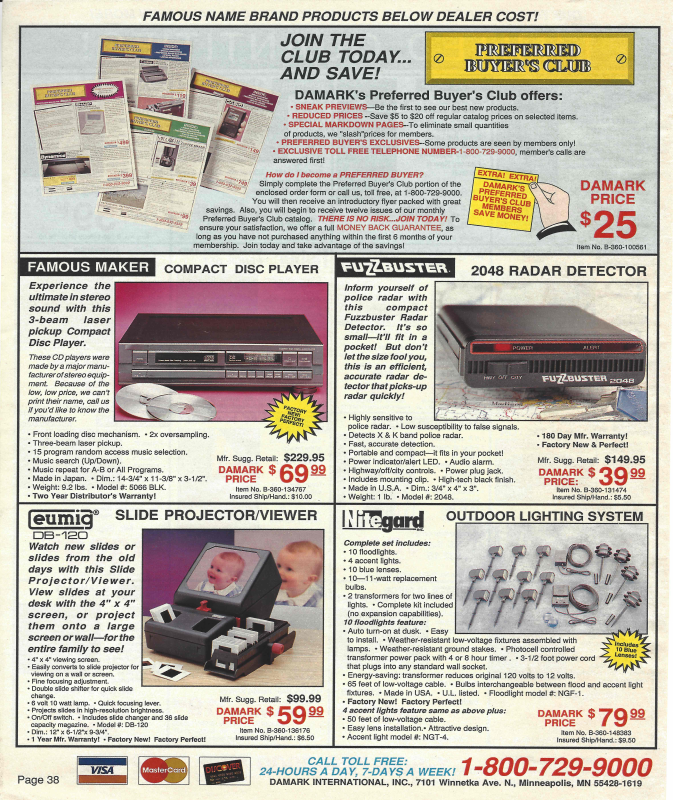 FAMOUS NAME BRAND PRODUCTS BELOW DEALER COST!
JOIN THE
CLUB TODAY...
AND SAVE!
PREFERRED
BUYER'S CLUB
DAMARK's Preferred Buyer's Club offers:
• SNEAK PREVIEWS—Be the first to see our best new products.
• REDUCED PRICES --Save $5 to $20 off regular catalog prices on selected items.
• SPECIAL MARKDOWN PAGES--To eliminate small quantities
of products, we "slash"prices for members.
• PREFERRED BUYER'S EXCLUSIVES--Some products are seen by members only!
• EXCLUSIVE TOLL FREE TELEPHONE NUMBER-1-800-729-9000, member's calls are
answered first!
How do I become a PREFERRED BUYER?
Simply complete the Preferred Buyer's Club portion of the
enclosed order form or call us, toll free, at 1-800-729-9000.
You will then receive an introductory flyer packed with great
savings. Also, you will begin to receive twelve issues of our monthly
Preferred Buyer's Club catalog. THERE IS NO RISK...JOIN TODAY! To
ensure your satisfaction, we offer a full MONEY BACK GUARANTEE, as
long as you have not purchased anything within the first 6 months of your
membership. Join today and take advantage of the savings!
EXTRA! EXTRA!
DAMARK'S
PREFERRED
BUYER'S CLUB
MEMBERS
SAVE MONEY!
DAMARK
PRICE
$25
Item No. B-360-100561
FAMOUS MAKER COMPACT DISC PLAYER
Experience the
ultimate in stereo
sound with this
3-beam laser
pickup Compact
Disc Player.
These CD players were
made by a major manu-
facturer of stereo equip-
ment. Because of the
low, low price, we can't
print their name, call us
if you'd like to know the
manufacturer.
FACTORY
NEW!
FACTORY
PERFECT!
• Front loading disc mechanism. • 2x oversampling.
• Three-beam laser pickup.
• 15 program random access music selection.
• Music search (Up/Down).
• Music repeat for A-B or All Programs.
• Made in Japan. • Dim.: 14-3/4" x 11-3/8" x 3-1/2".
• Weight: 9.2 lbs. • Model #: 5066 BLK.
• Two Year Distributor's Warranty!
Mfr. Sugg. Retail: $229.95
DAMARK
PRICE $69.99
Item No. B-360-134767
Insured Ship/Hand.: $10.00
FUZZBUSTER. 2048 RADAR DETECTOR
Inform yourself of
police radar with
this compact
Fuzzbuster Radar
Detector. It's so
small—it'll fit in a
pocket! But don't
let the size fool you,
this is an efficient,
accurate radar de-
tector that picks-up
radar quickly!
POWER ALERT
HWY OFF CITY
FUZZBUSTER 2048
• Highly sensitive to
police radar. • Low susceptibility to false signals.
• Detects X & K band police radar.
• Fast, accurate detection.
• Portable and compact—it fits in your pocket!
• Power indicator/alert LED. • Audio alarm.
• Highway/off/city controls. • Power plug jack.
• Includes mounting clip. • High-tech black finish.
• Made in U.S.A. • Dim.: 3/4" x 4" x 3".
• Weight: 1 lb. • Model #: 2048.
• 180 Day Mfr. Warranty!
• Factory New & Perfect!
Mfr. Sugg. Retail: $149.95
DAMARK
PRICE: $39.99
Item No. B-360-131474
Insured Ship/Hand.: $5.50
eumig® SLIDE PROJECTOR/VIEWER
DB-120
Watch new slides or
slides from the old
days with this Slide
Projector/Viewer.
View slides at your
desk with the 4" x 4"
screen, or project
them onto a large
screen or wall—for the
entire family to see!
• 4" x 4" viewing screen.
• Easily converts to slide projector for
viewing on a wall or screen.
• Fine focusing adjustment.
• Double slide shifter for quick slide
change.
• 6 volt 10 watt lamp. • Quick focusing lever.
• Projects slides in high-resolution brightness.
• On/Off switch. • Includes slide changer and 36 slide
capacity magazine. • Model #: DB-120
• Dim.: 12" x 6-1/2"x 9-3/4".
• 1 Year Mfr. Warranty! • Factory New! Factory Perfect!
Mfr. Sugg. Retail: $99.99
DAMARK
PRICE $59.99
Item No. B-360-136176
Insured Ship/Hand.: $6.50
Nitegard® OUTDOOR LIGHTING SYSTEM
Complete set includes:
• 10 floodlights.
• 4 accent lights.
• 10 blue lenses.
• 10—11-watt replacement
bulbs.
• 2 transformers for two lines of
lights. • Complete kit included
(no expansion capabilities).
10 floodlights feature:
• Auto turn-on at dusk. • Easy
to install. • Weather-resistant low-voltage fixtures assembled with
lamps. • Weather-resistant ground stakes. • Photocell controlled
transformer power pack with 4 or 8 hour timer . • 3-1/2 foot power cord
that plugs into any standard wall socket.
• Energy-saving: transformer reduces original 120 volts to 12 volts.
• 65 feet of low-voltage cable. • Bulbs interchangeable between flood and accent light
fixtures. • Made in USA. • U.L. listed. • Floodlight model #: NGF-1.
• Factory New! Factory Perfect!
4 accent lights feature same as above plus:
• 50 feet of low-voltage cable.
• Easy lens installation. • Attractive design.
• Accent light model #: NGT-4.
Includes
10 Blue
Lenses!
DAMARK
PRICE $79.99
Item No. B-360-148383
Insured Ship/Hand.: $9.50
Page 38
VISA
MasterCard
DISCOVER
CALL TOLL FREE:
24-HOURS A DAY, 7-DAYS A WEEK! 1-800-729-9000
DAMARK INTERNATIONAL, INC., 7101 Winnetka Ave. N., Minneapolis, MN 55428-1619